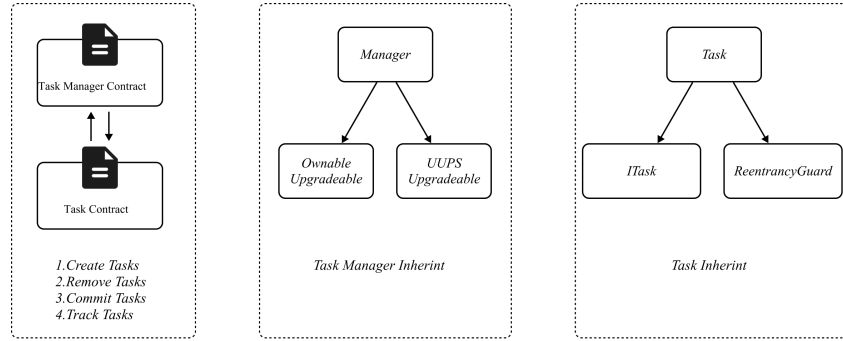 Task Manager Contract
Task Contract
1.Create Tasks
2.Remove Tasks
3.Commit Tasks
4.Track Tasks
Manager
Ownable
Upgradeable
UUPS
Upgradeable
Task Manager Inherint
Task
ITask
ReentrancyGuard
Task Inherint